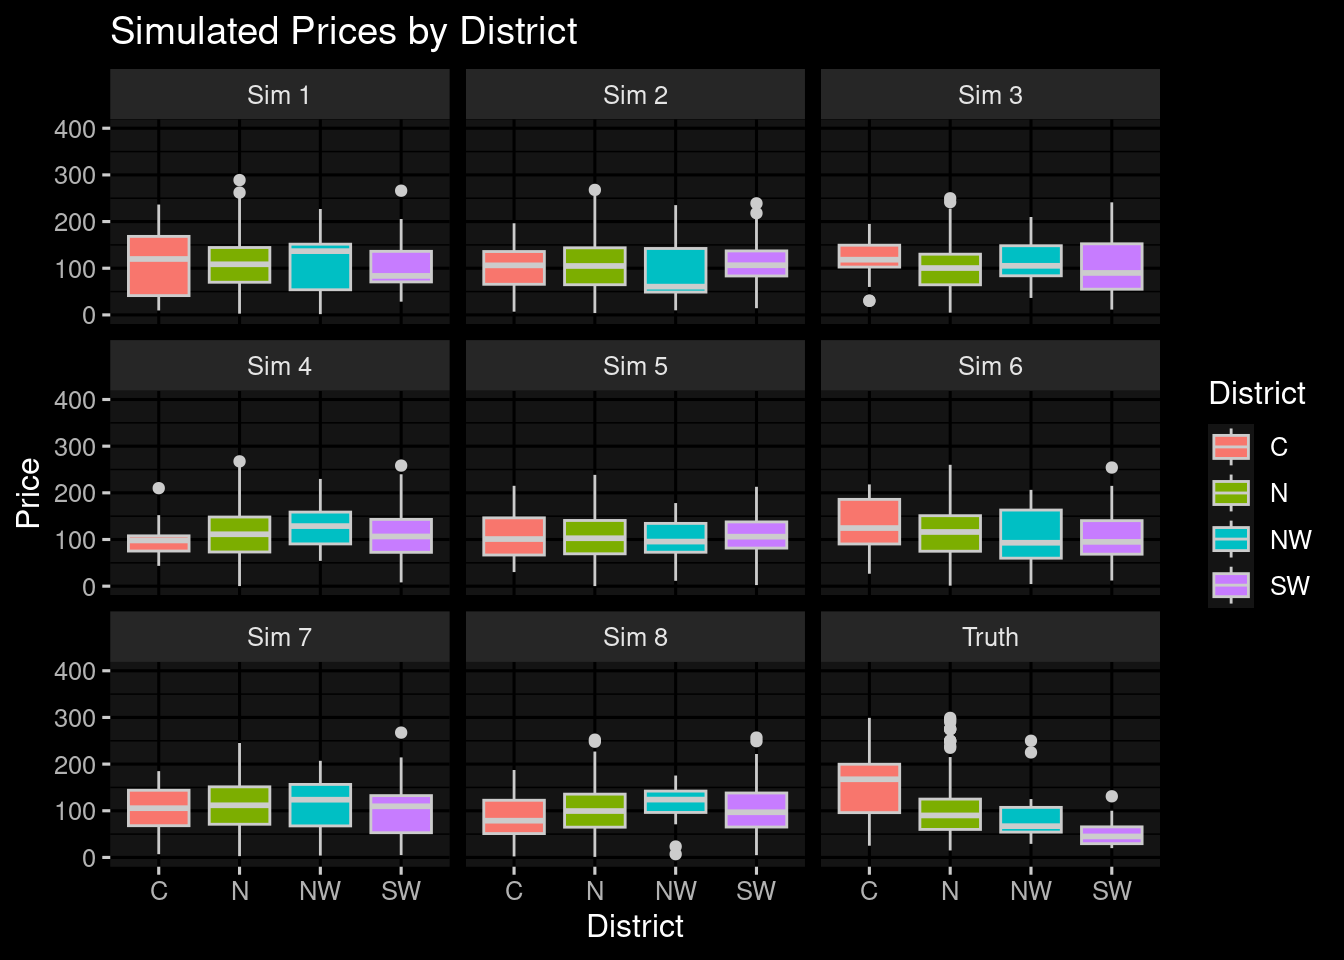 Simulated Prices by District
Sim 1 Sim 2 Sim 3
400
300
200
100
0
Sim 4 Sim 5 Sim 6
400
300
200
100
0
Sim 7 Sim 8 Truth
400
300
200
100
0
C N NW SW C N NW SW C N NW SW
District
Price
District
C
N
NW
SW